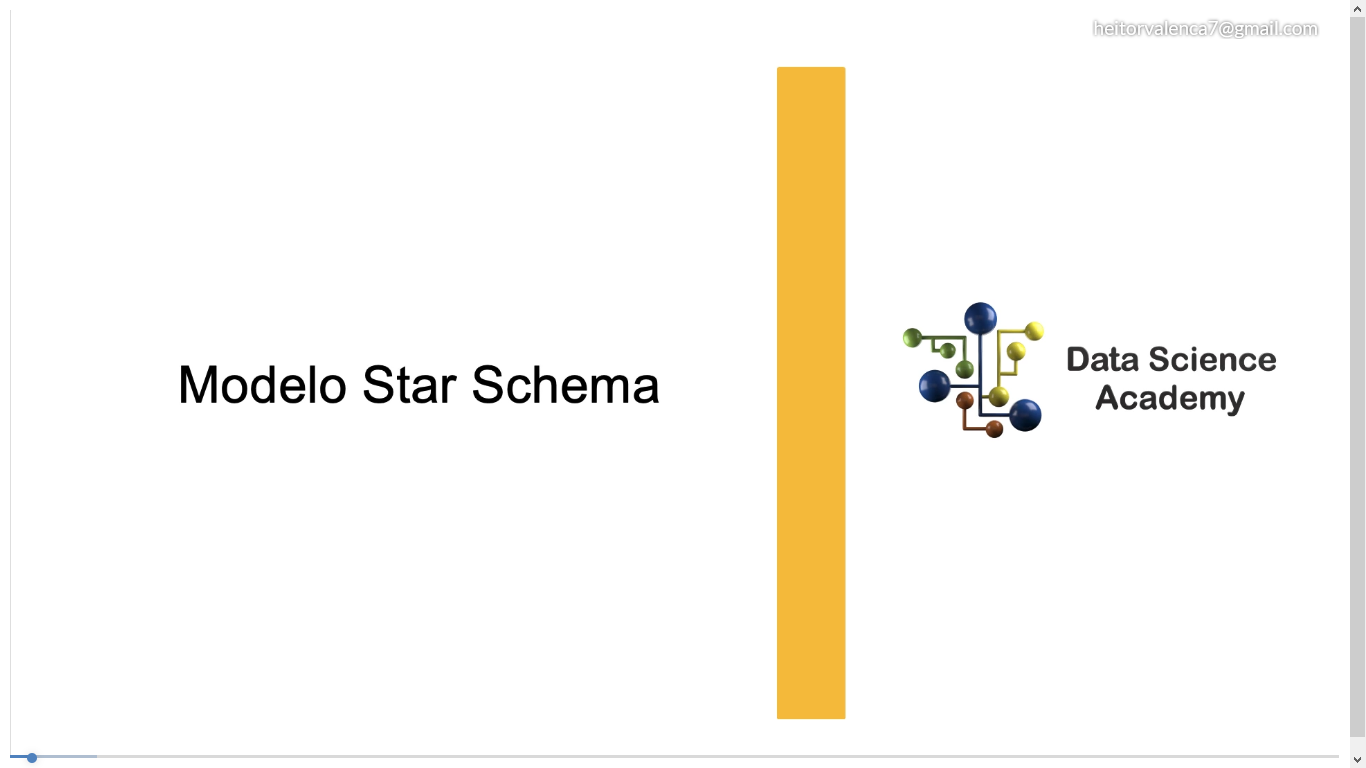 heitorvalenca7@gmail.com
Modelo Star Schema
Data Science
Academy